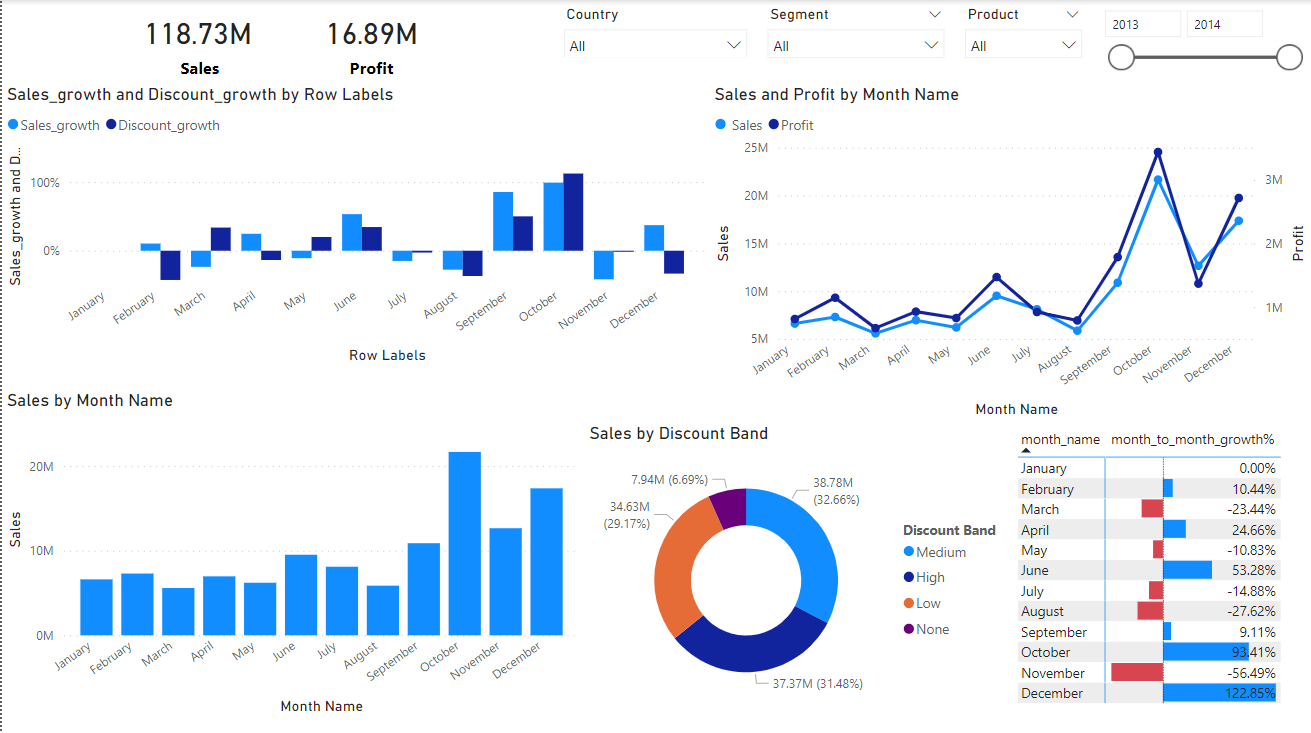 118.73M
Sales
16.89M
Profit
Country
All
Segment
All
Product
All
2013
2014
Sales_growth and Discount_growth by Row Labels
Sales_growth
Discount_growth
Sales_growth and D...
100%
0%
January
February
March
April
May
June
July
August
September
October
November
December
Row Labels
Sales and Profit by Month Name
Sales
Profit
Sales
25M
20M
15M
10M
5M
3M
2M
1M
Profit
January
February
March
April
May
June
July
August
September
October
November
December
Month Name
Sales by Month Name
Sales
20M
10M
0M
January
February
March
April
May
June
July
August
September
October
November
December
Month Name
Sales by Discount Band
7.94M (6.69%)
38.78M
(32.66%)
34.63M
(29.17%)
37.37M (31.48%)
Discount Band
Medium
High
Low
None
month_name month_to_month_growth%
January 0.00%
February 10.44%
March -23.44%
April 24.66%
May -10.83%
June 53.28%
July -14.88%
August -27.62%
September 9.11%
October 93.41%
November -56.49%
December 122.85%